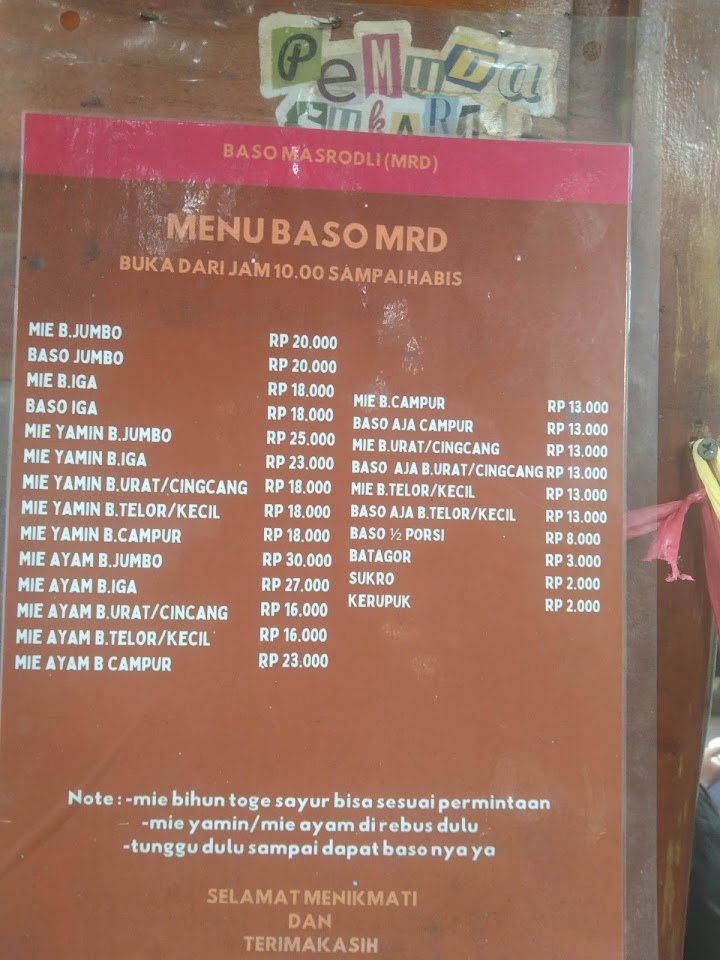 PeMuDa
BASO MASRODLI (MRD)
MENU BASO MRD
BUKA DARI JAM 10.00 SAMPAI HABIS
MIE B.JUMBO RP 20.000
BASO JUMBO RP 20.000
MIE B.IGA RP 18.000
BASO IGA RP 18.000
MIE YAMIN B.JUMBO RP 25.000
MIE YAMIN B.IGA RP 23.000
MIE YAMIN B.URAT/CINGCANG RP 18.000
MIE YAMIN B.TELOR/KECIL RP 18.000
MIE YAMIN B.CAMPUR RP 18.000
MIE AYAM B.JUMBO RP 30.000
MIE AYAM B.IGA RP 27.000
MIE AYAM B.URAT/CINCANG RP 16.000
MIE AYAM B.TELOR/KECIL RP 16.000
MIE AYAM B CAMPUR RP 23.000
MIE B.CAMPUR RP 13.000
BASO AJA CAMPUR RP 13.000
MIE B.URAT/CINGCANG RP 13.000
BASO AJA B.URAT/CINGCANG RP 13.000
MIE B.TELOR/KECIL RP 13.000
BASO AJA B.TELOR/KECIL RP 13.000
BASO ½ PORSI RP 8.000
BATAGOR RP 3.000
SUKRO RP 2.000
KERUPUK RP 2.000
Note : -mie bihun toge sayur bisa sesuai permintaan
-mie yamin/mie ayam di rebus dulu
-tunggu dulu sampai dapat baso nya ya
SELAMAT MENIKMATI
DAN
TERIMAKASIH